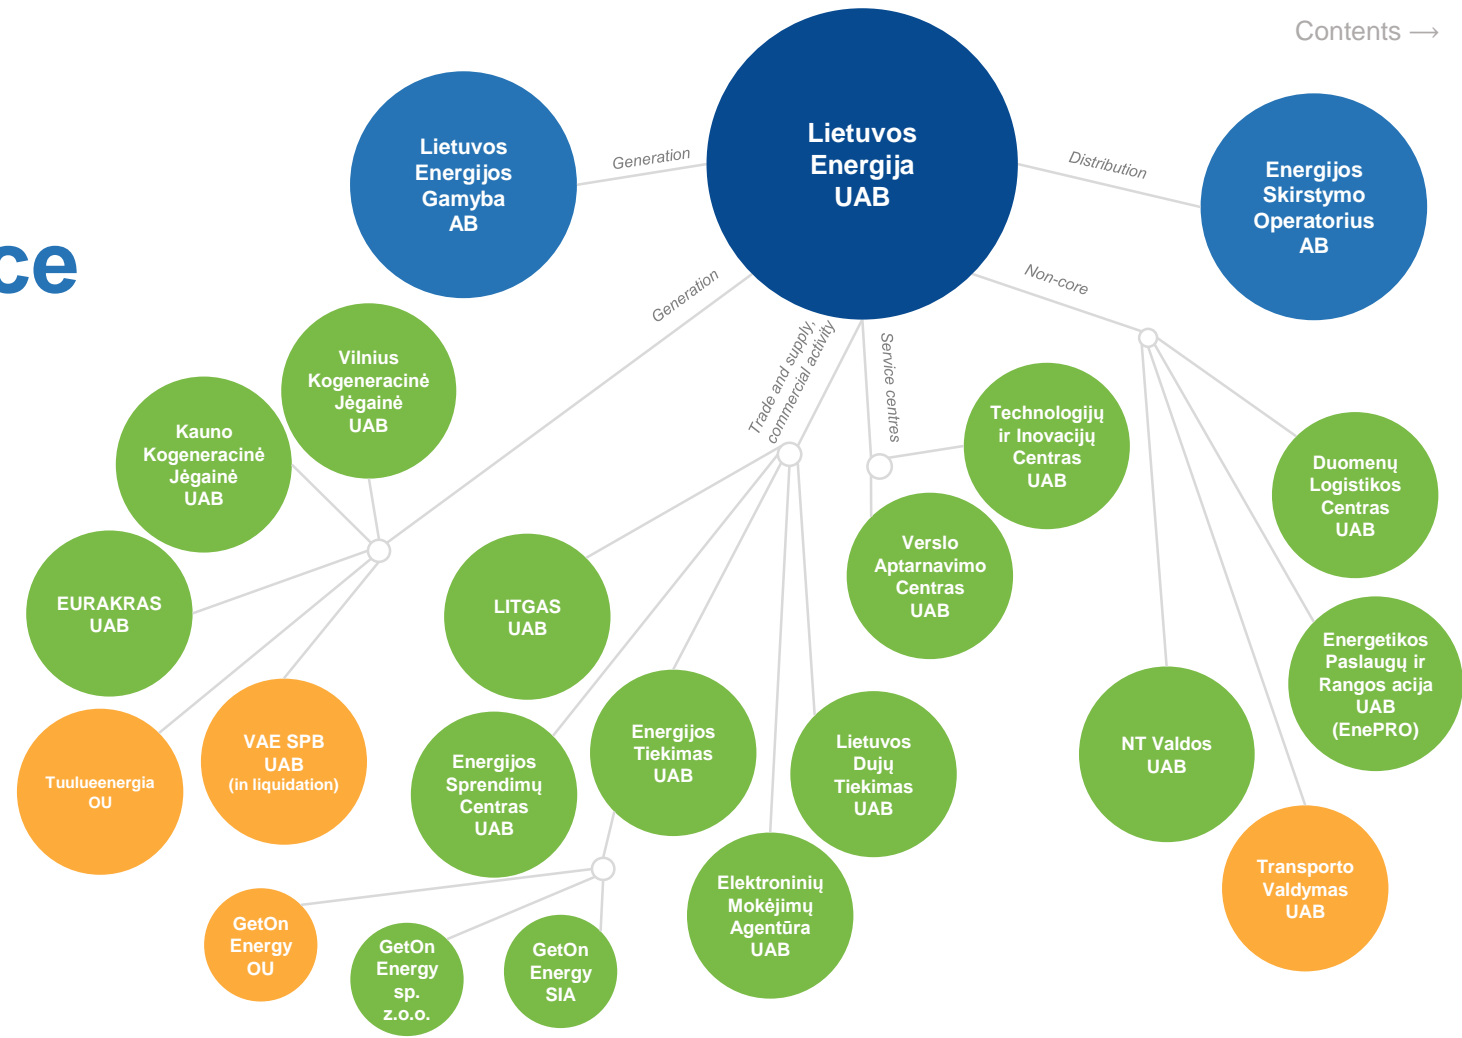 Contents →
Lietuvos
Energija
UAB
Lietuvos
Energijos
Gamyba
AB
Generation
Distribution
Energijos
Skirstymo
Operatorius
AB
ce
Generation
Non-core
Trade and supply,
commercial activity
Service centres
Vilnius
Kogeneracinė
Jėgainė
UAB
Kauno
Kogeneracinė
Jėgainė
UAB
EURAKRAS
UAB
Tuulueenergia
OU
VAE SPB
UAB
(in liquidation)
LITGAS
UAB
Energijos
Sprendimų
Centras
UAB
Energijos
Tiekimas
UAB
Lietuvos
Dujų
Tiekimas
UAB
Elektroninių
Mokėjimų
Agentūra
UAB
GetOn
Energy
OU
GetOn
Energy
sp.
z.o.o.
GetOn
Energy
SIA
Technologijų
ir Inovacijų
Centras
UAB
Verslo
Aptarnavimo
Centras
UAB
Duomenų
Logistikos
Centras
UAB
Energetikos
Paslaugų ir
Rangos acija
UAB
(EnePRO)
NT Valdos
UAB
Transporto
Valdymas
UAB